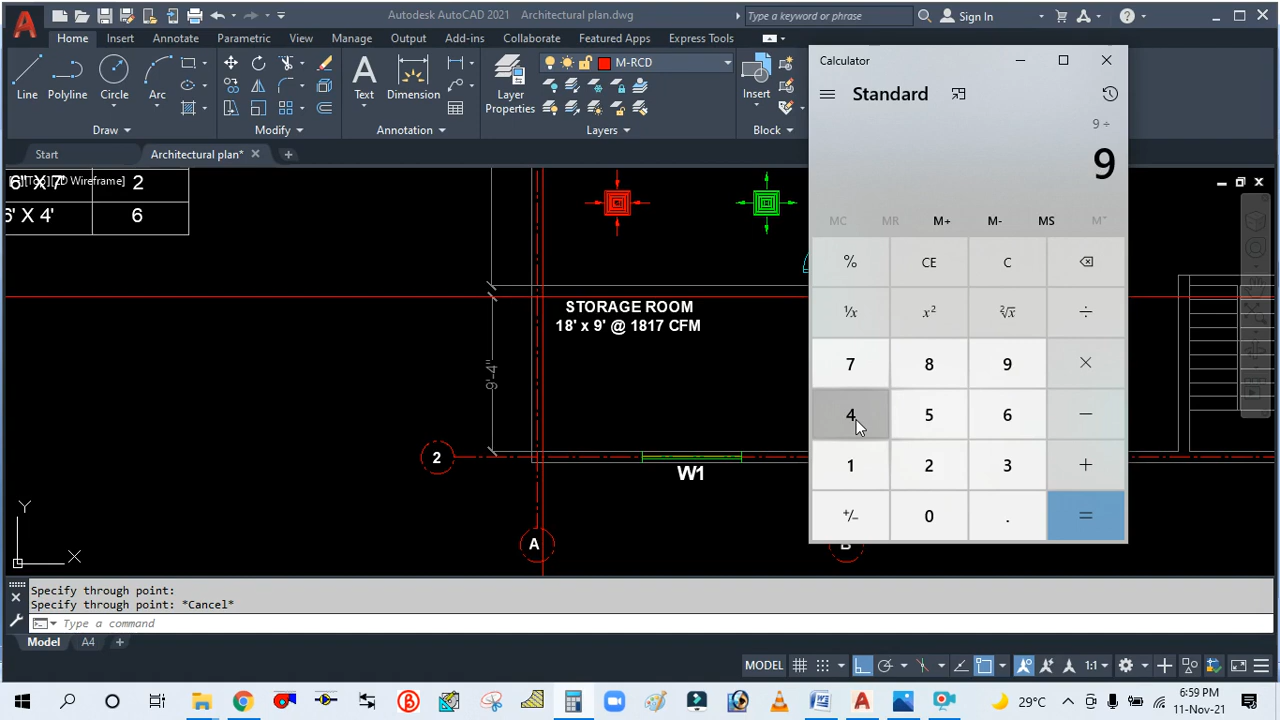 Autodesk AutoCAD 2021 Architectural plan.dwg
Type a keyword or phrase
Sign In
Home Insert Annotate Parametric View Manage Output Add-ins Collaborate Featured Apps Express Tools
M-RCD
Line Polyline Circle Arc
Text Dimension
Layer Properties
Insert
Draw Modify Annotation Layers Block
Start Architectural plan*
6" X 7' 2
6' X 4' 6
2D Wireframe]
STORAGE ROOM
18' x 9' @ 1817 CFM
9'-4"
2
W1
A
B
Y
X
Calculator
Standard
9 ÷
9
MC MR M+ M- MS M˅
% CE C
¹/x x² ²√x ÷
7 8 9 ×
4 5 6 −
1 2 3 +
+/− 0 . =
Specify through point:
Specify through point: *Cancel*
Type a command
Model A4
MODEL 1:1
29°C
6:59 PM
11-Nov-21